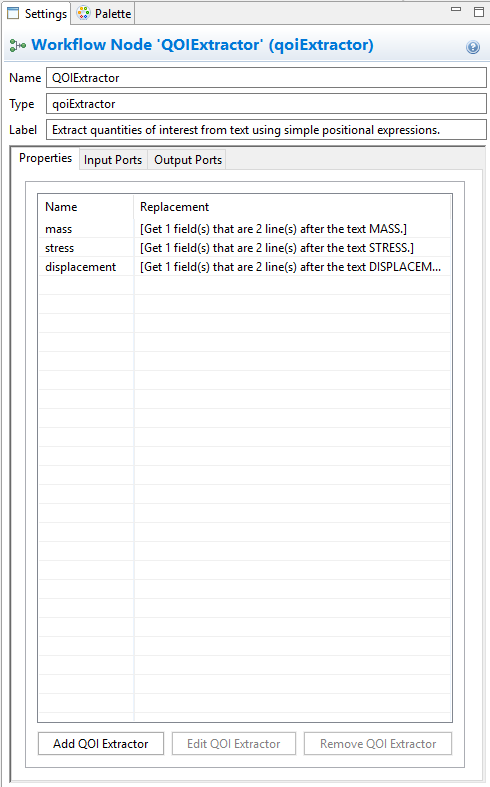 Settings Palette
Workflow Node 'QOIExtractor' (qoiExtractor)
Name QOIExtractor
Type qoiExtractor
Label Extract quantities of interest from text using simple positional expressions.
Properties Input Ports Output Ports
Name Replacement
mass [Get 1 field(s) that are 2 line(s) after the text MASS.]
stress [Get 1 field(s) that are 2 line(s) after the text STRESS.]
displacement [Get 1 field(s) that are 2 line(s) after the text DISPLACEM...
Add QOI Extractor Edit QOI Extractor Remove QOI Extractor